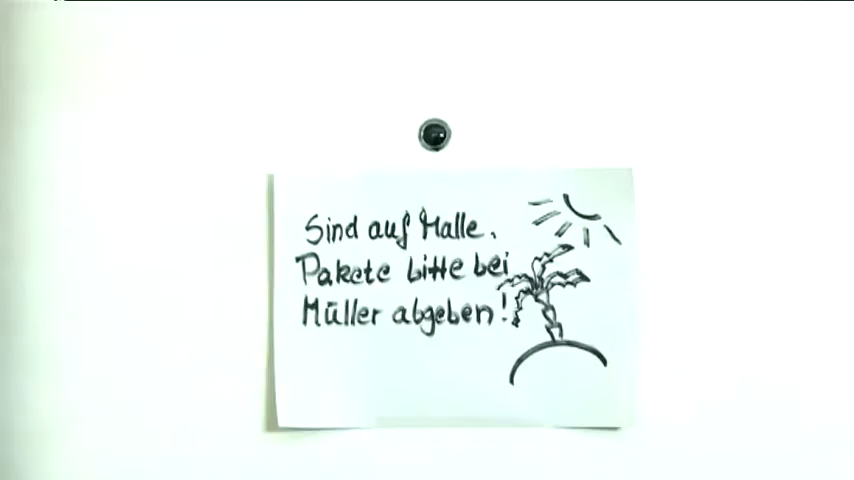 Sind auf Malle.
Pakete bitte bei
Müller abgeben!